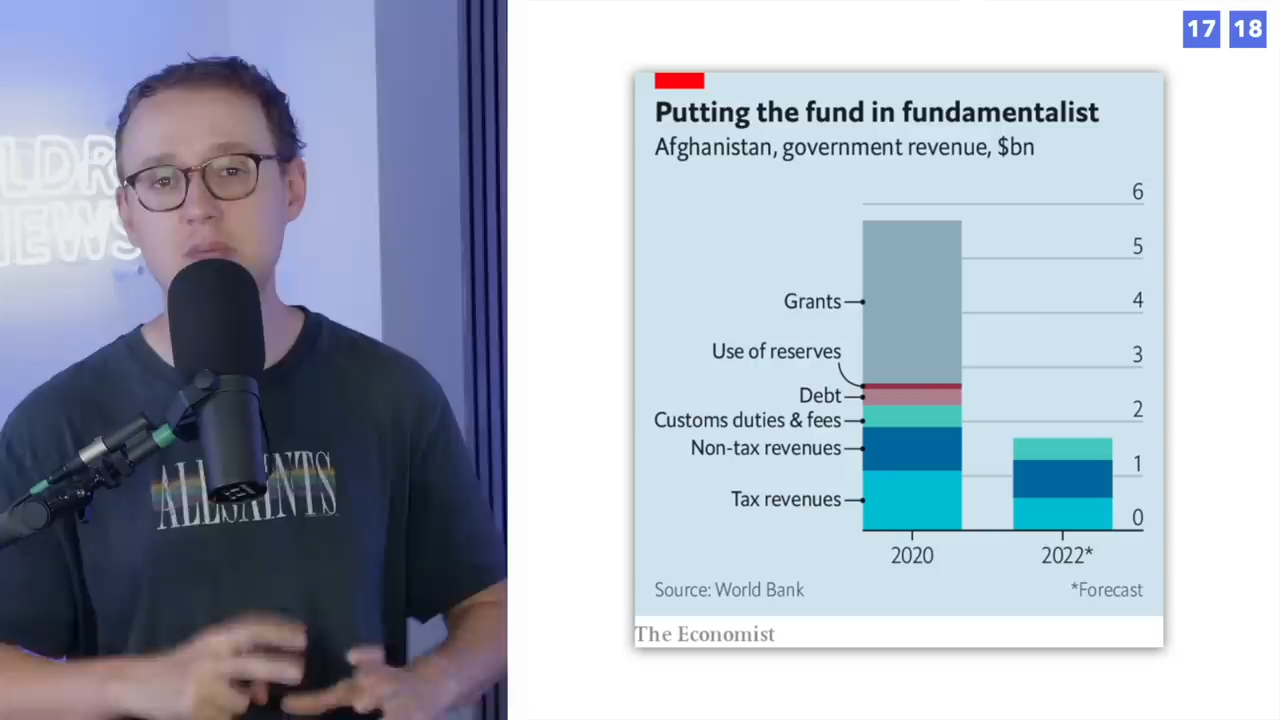 17 18
LDR
EWS
ALLSAINTS
Putting the fund in fundamentalist
Afghanistan, government revenue, $bn
6
5
4
3
2
1
0
Grants
Use of reserves
Debt
Customs duties & fees
Non-tax revenues
Tax revenues
2020
2022*
Source: World Bank
*Forecast
The Economist